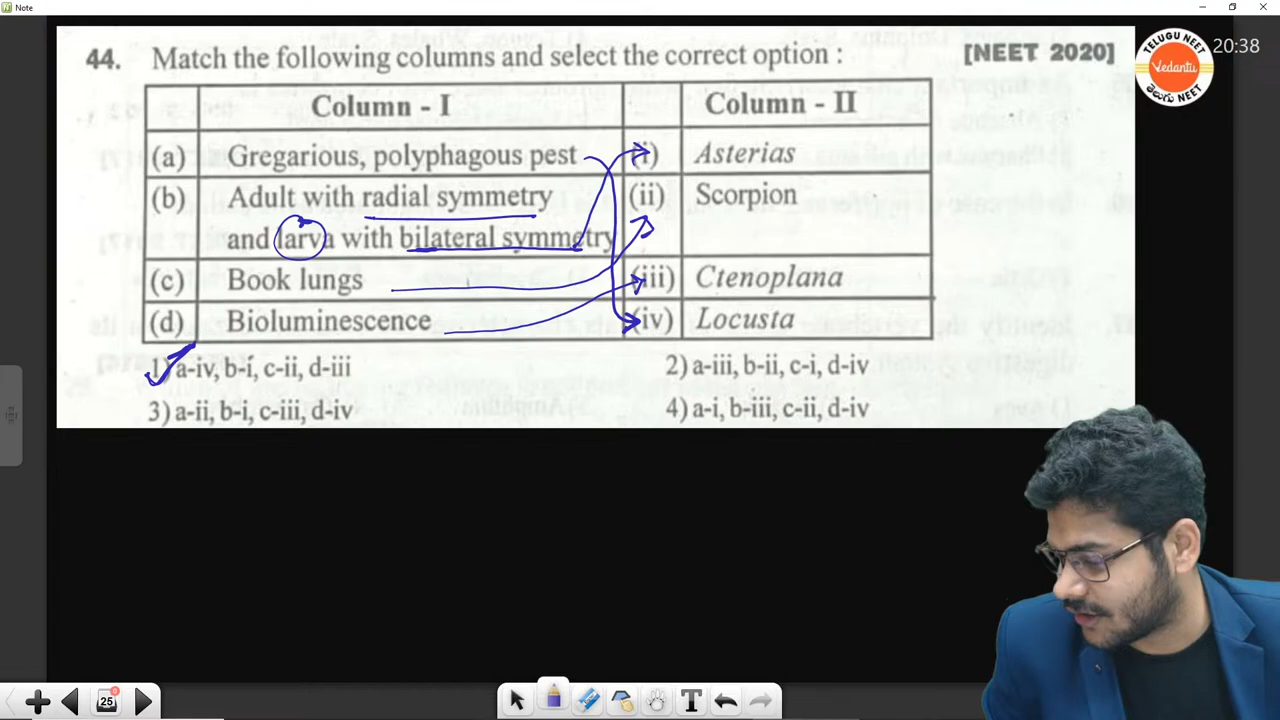 Note
20:38
TELUGU NEET
Vedantu
తెలుగు NEET
44. Match the following columns and select the correct option : [NEET 2020]
Column - I Column - II
(a) Gregarious, polyphagous pest (i) Asterias
(b) Adult with radial symmetry (ii) Scorpion
and larva with bilateral symmetry
(c) Book lungs (iii) Ctenoplana
(d) Bioluminescence (iv) Locusta
1) a-iv, b-i, c-ii, d-iii 2) a-iii, b-ii, c-i, d-iv
3) a-ii, b-i, c-iii, d-iv 4) a-i, b-iii, c-ii, d-iv
25
T